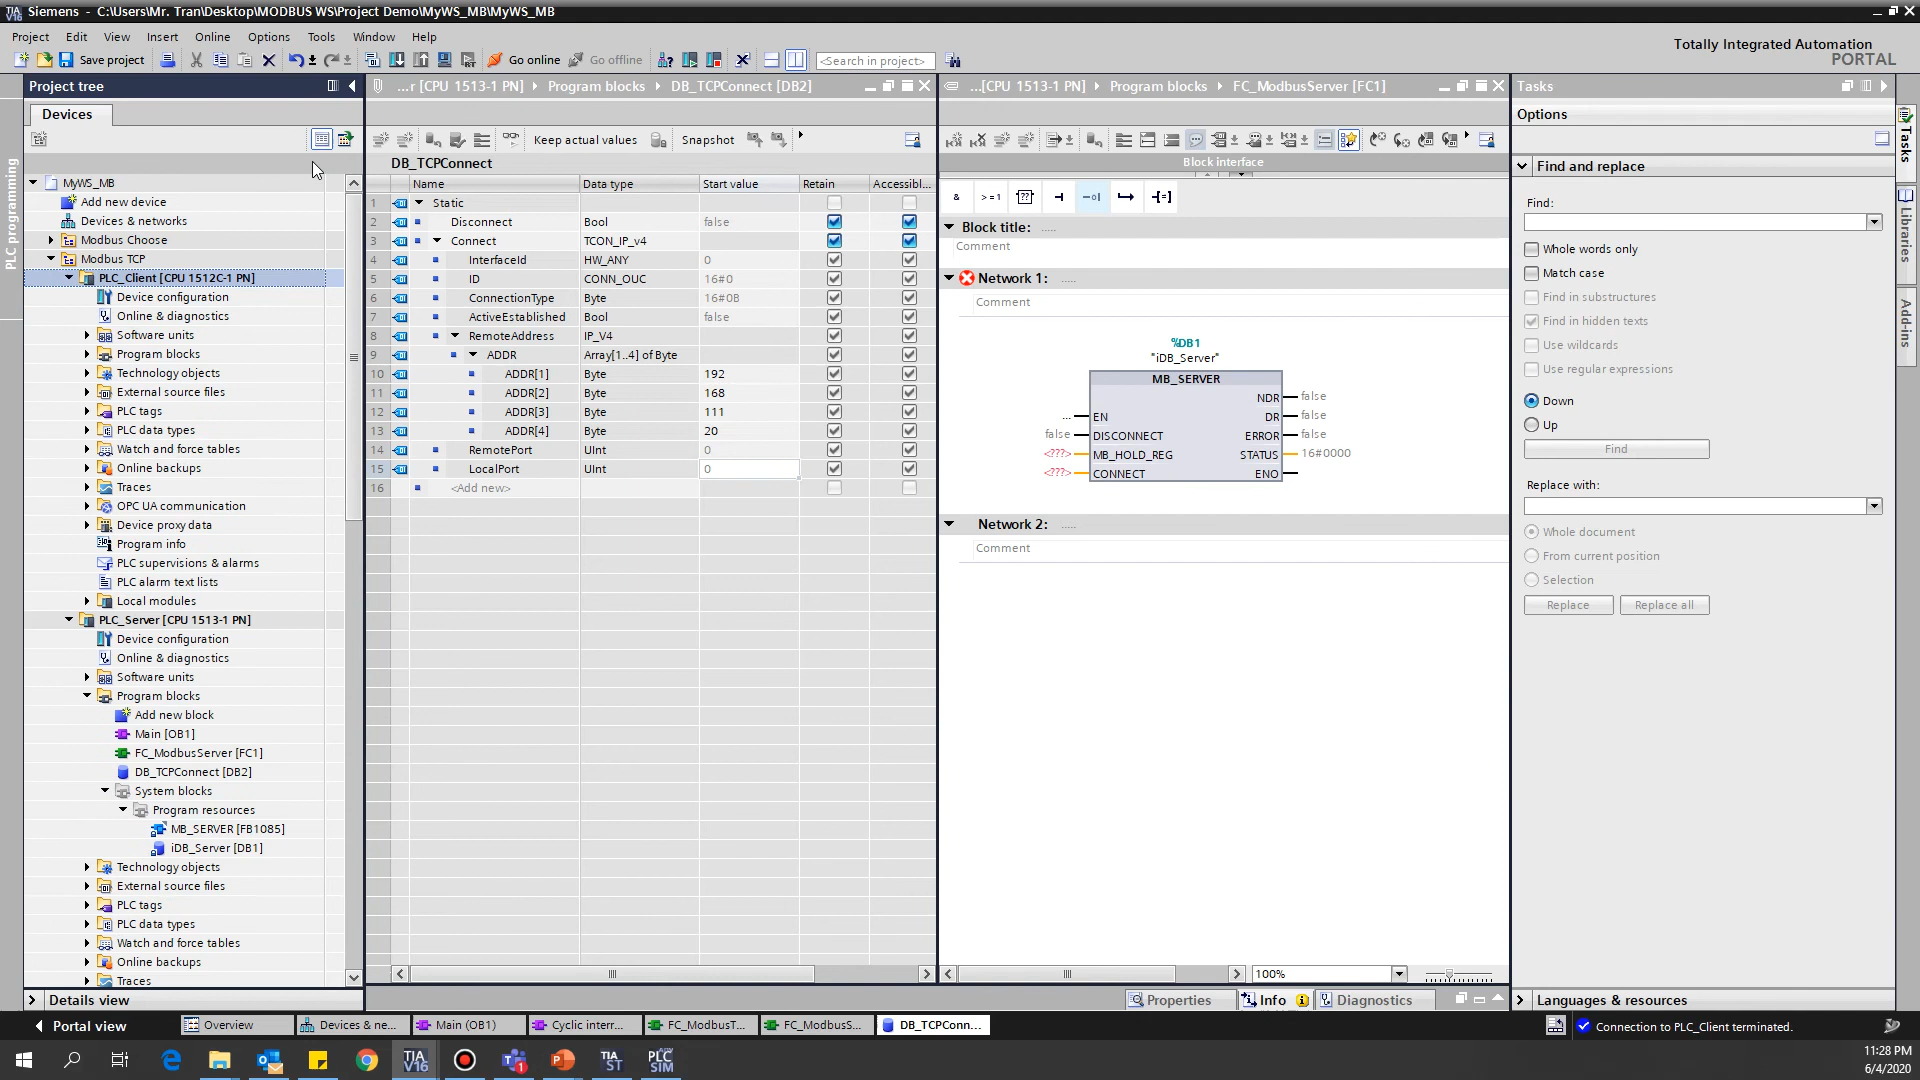 Siemens - C:\Users\Mr. Tran\Desktop\MODBUS WS\Project Demo\MyWS_MB\MyWS_MB
Project Edit View Insert Online Options Tools Window Help
Totally Integrated Automation
PORTAL
Save project Go online Go offline <Search in project>
Project tree
Devices
PLC programming
MyWS_MB
Add new device
Devices & networks
Modbus Choose
Modbus TCP
PLC_Client [CPU 1512C-1 PN]
Device configuration
Online & diagnostics
Software units
Program blocks
Technology objects
External source files
PLC tags
PLC data types
Watch and force tables
Online backups
Traces
OPC UA communication
Device proxy data
Program info
PLC supervisions & alarms
PLC alarm text lists
Local modules
PLC_Server [CPU 1513-1 PN]
Device configuration
Online & diagnostics
Software units
Program blocks
Add new block
Main [OB1]
FC_ModbusServer [FC1]
DB_TCPConnect [DB2]
System blocks
Program resources
MB_SERVER [FB1085]
iDB_Server [DB1]
Technology objects
External source files
PLC tags
PLC data types
Watch and force tables
Online backups
Traces
Details view
...r [CPU 1513-1 PN] Program blocks DB_TCPConnect [DB2]
Keep actual values Snapshot
DB_TCPConnect
Name Data type Start value Retain Accessibl...
1 Static
2 Disconnect Bool false
3 Connect TCON_IP_v4
4 InterfaceId HW_ANY 0
5 ID CONN_OUC 16#0
6 ConnectionType Byte 16#0B
7 ActiveEstablished Bool false
8 RemoteAddress IP_V4
9 ADDR Array[1..4] of Byte
10 ADDR[1] Byte 192
11 ADDR[2] Byte 168
12 ADDR[3] Byte 111
13 ADDR[4] Byte 20
14 RemotePort UInt 0
15 LocalPort UInt 0
16 <Add new>
...[CPU 1513-1 PN] Program blocks FC_ModbusServer [FC1]
Block interface
& >=1 ??
Block title: .....
Comment
Network 1: .....
Comment
%DB1
"iDB_Server"
MB_SERVER
NDR false
... EN DR false
false DISCONNECT ERROR false
<???> MB_HOLD_REG STATUS 16#0000
<???> CONNECT ENO
Network 2: .....
Comment
100%
Properties Info Diagnostics
Tasks
Options
Find and replace
Find:
Whole words only
Match case
Find in substructures
Find in hidden texts
Use wildcards
Use regular expressions
Down
Up
Find
Replace with:
Whole document
From current position
Selection
Replace Replace all
Languages & resources
Tasks
Libraries
Add-ins
Portal view Overview Devices & ne... Main (OB1) Cyclic interr... FC_ModbusT... FC_ModbusS... DB_TCPConn...
Connection to PLC_Client terminated.
TIA V16
TIA ST
PLC SIM
11:28 PM
6/4/2020